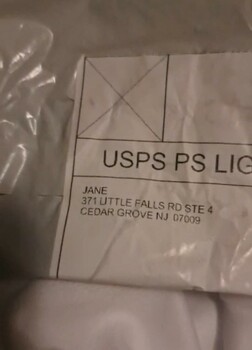 USPS PS LIG
JANE
371 LITTLE FALLS RD STE 4
CEDAR GROVE NJ 07009